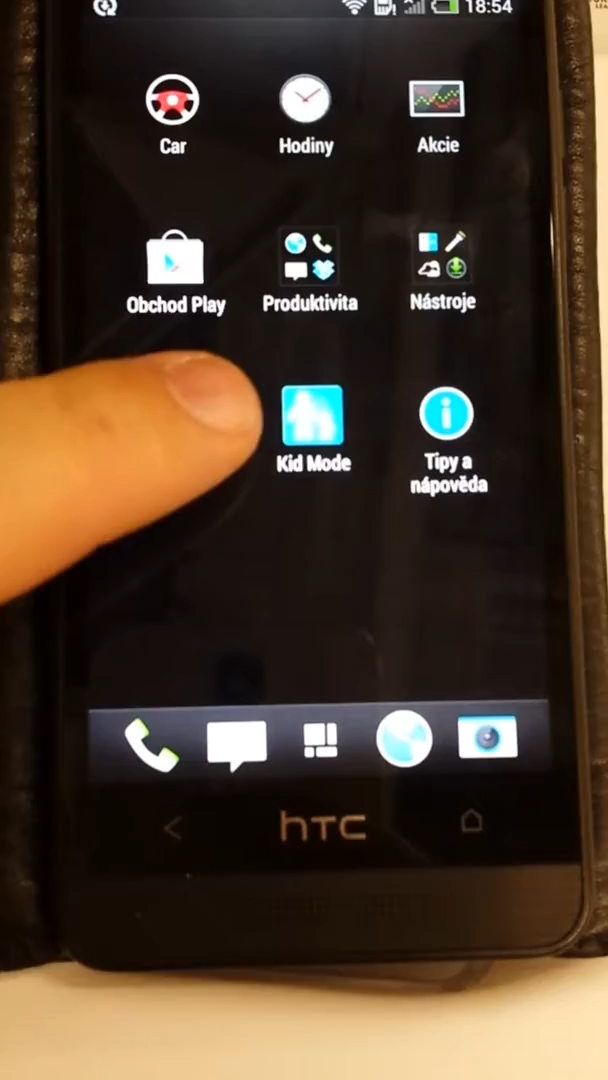 18:54
Car
Hodiny
Akcie
Obchod Play
Produktivita
Nástroje
Kid Mode
Tipy a
nápověda
hTC